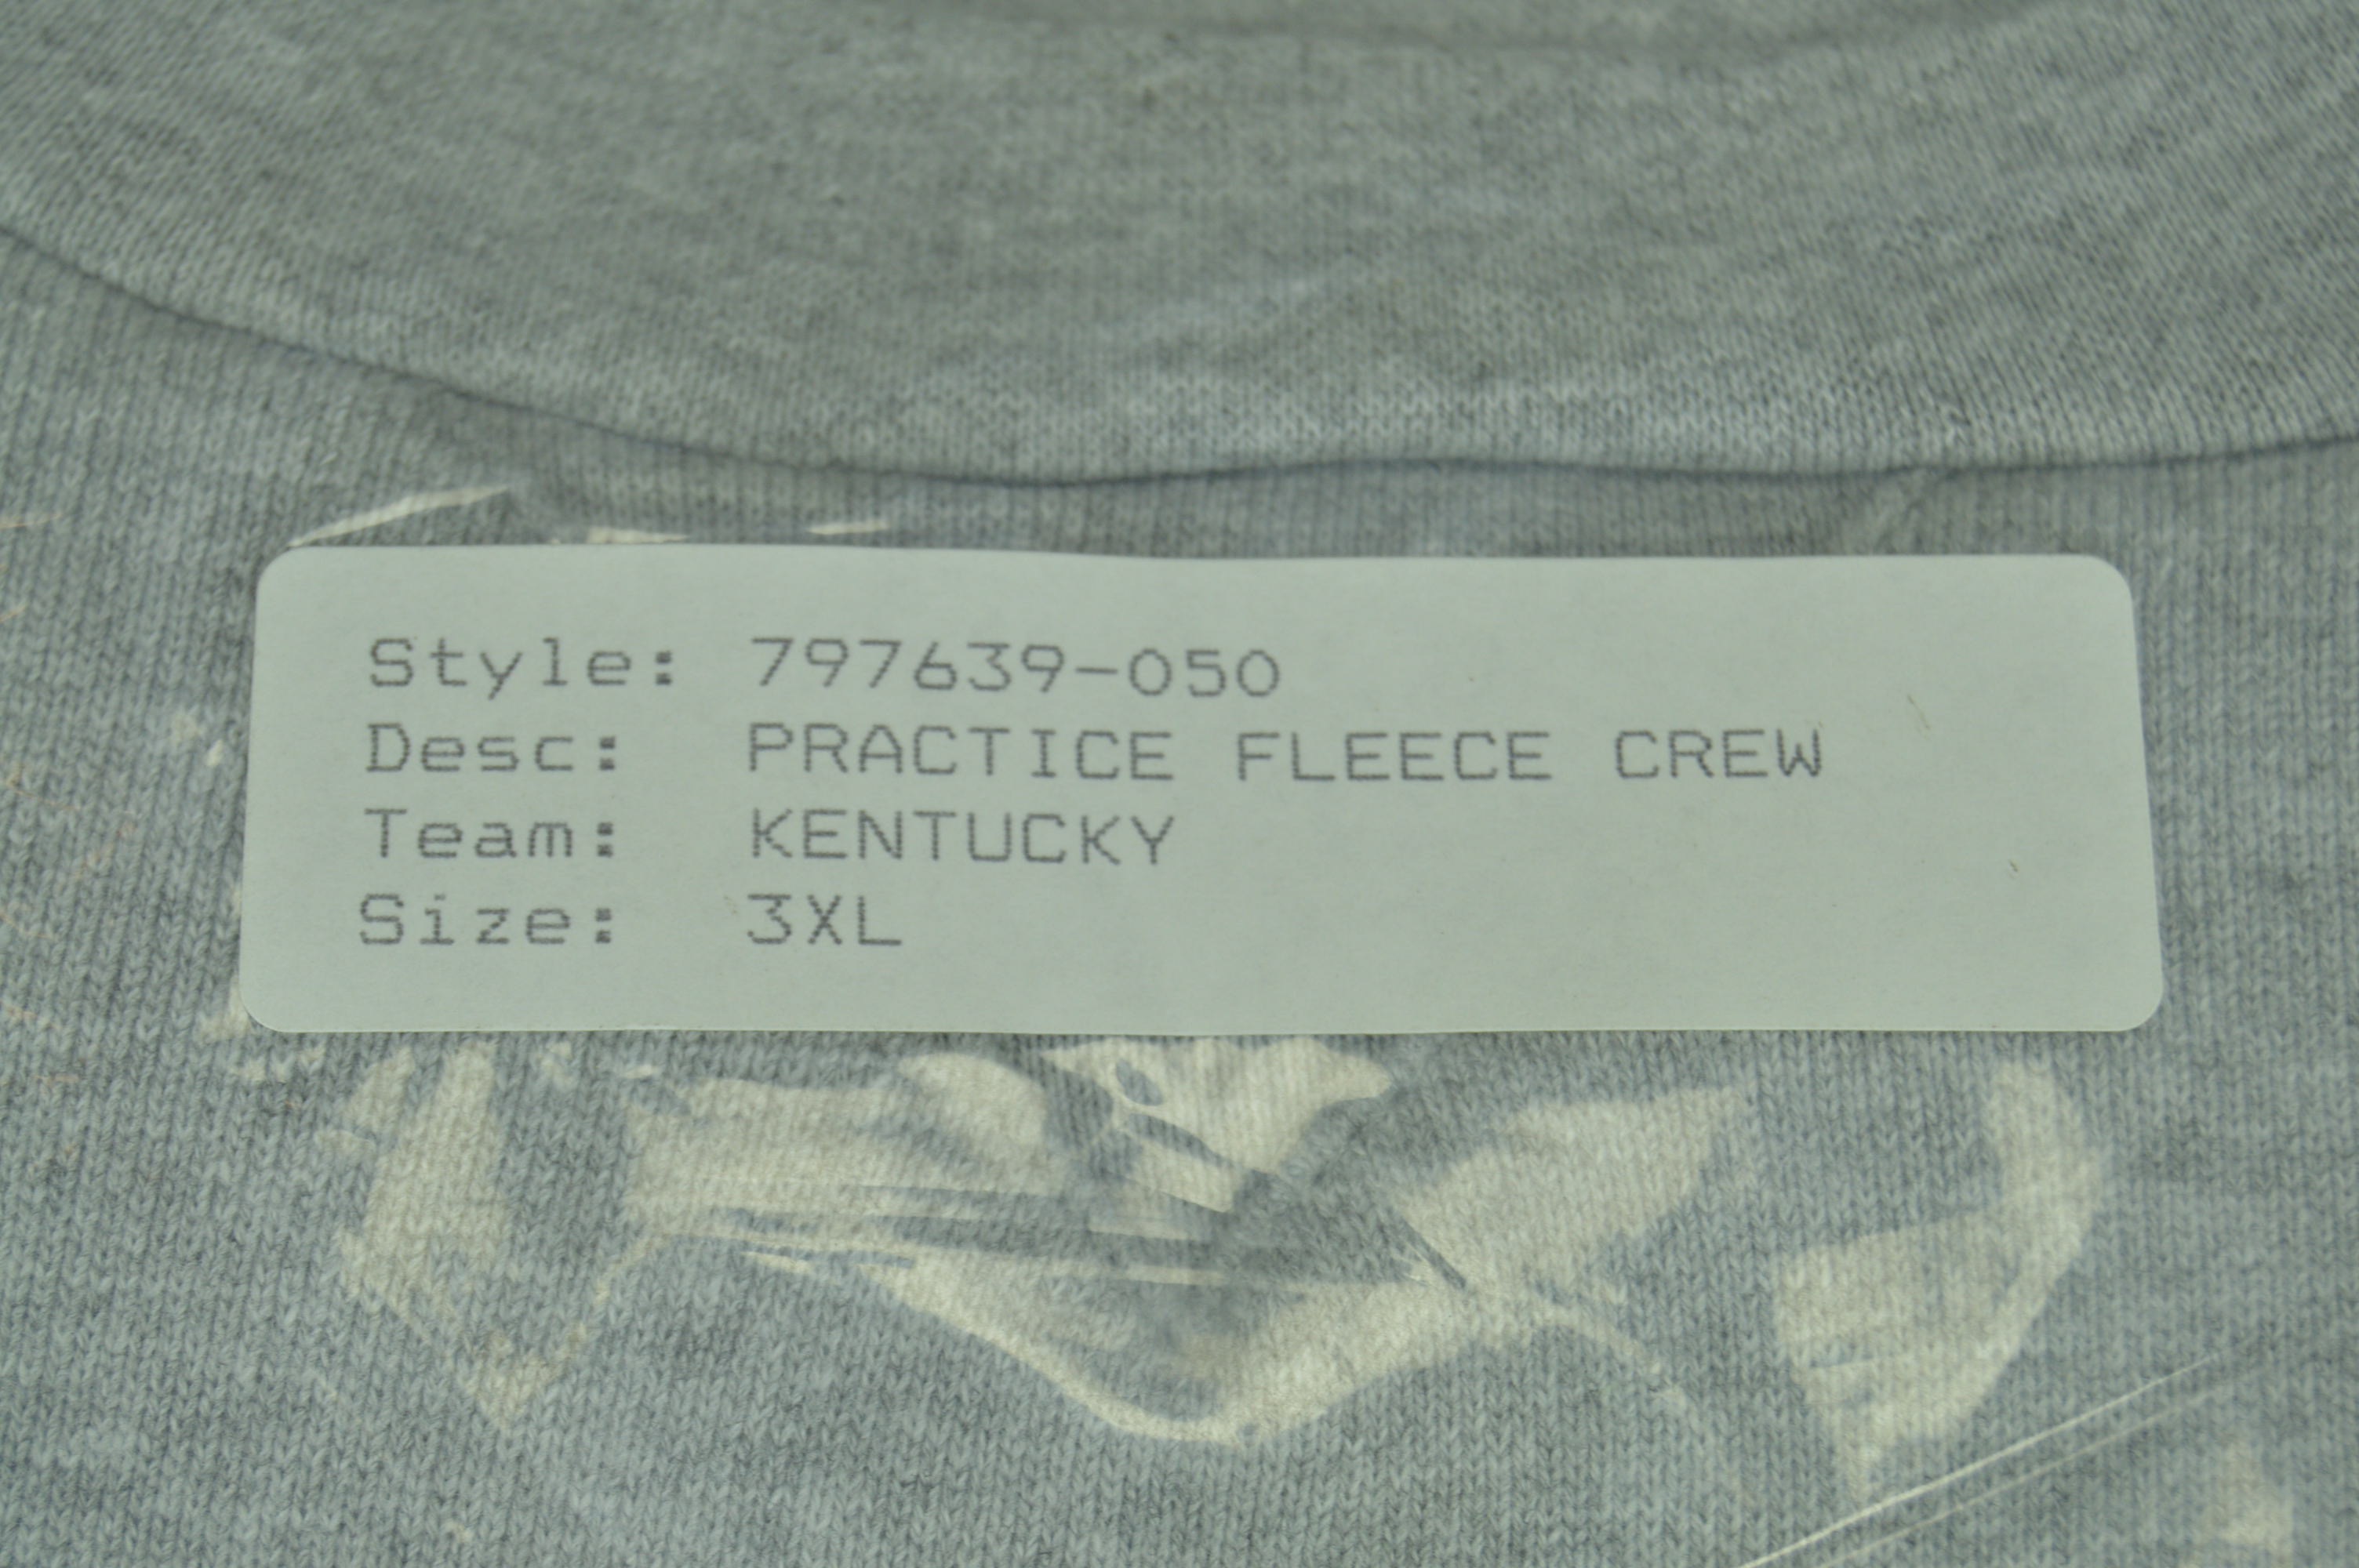 Style: 797639-050
Desc: PRACTICE FLEECE CREW
Team: KENTUCKY
Size: 3XL